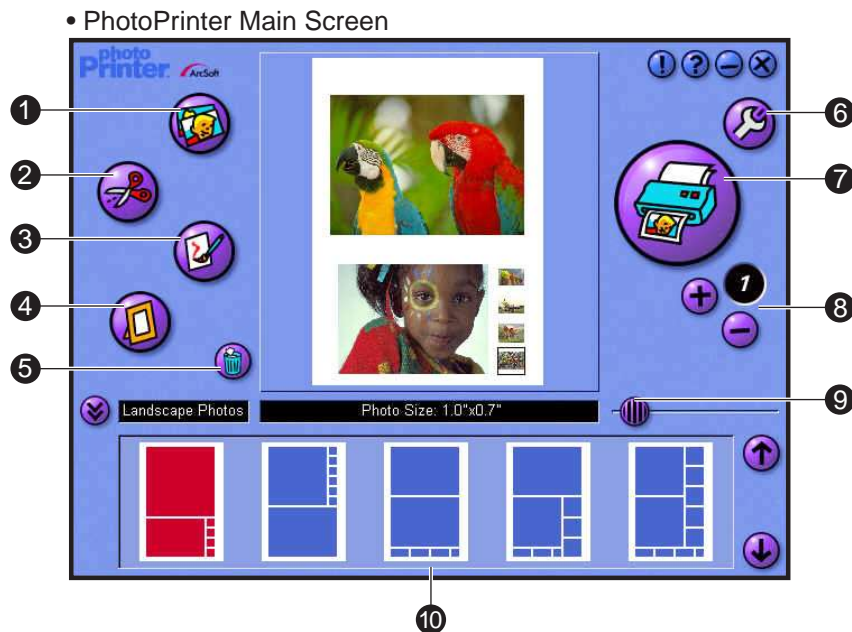 • PhotoPrinter Main Screen
photo
Printer™ ArcSoft
! ? – X
1
2
3
4
5
6
7
1
8
9
Landscape Photos
Photo Size: 1.0"x0.7"
10